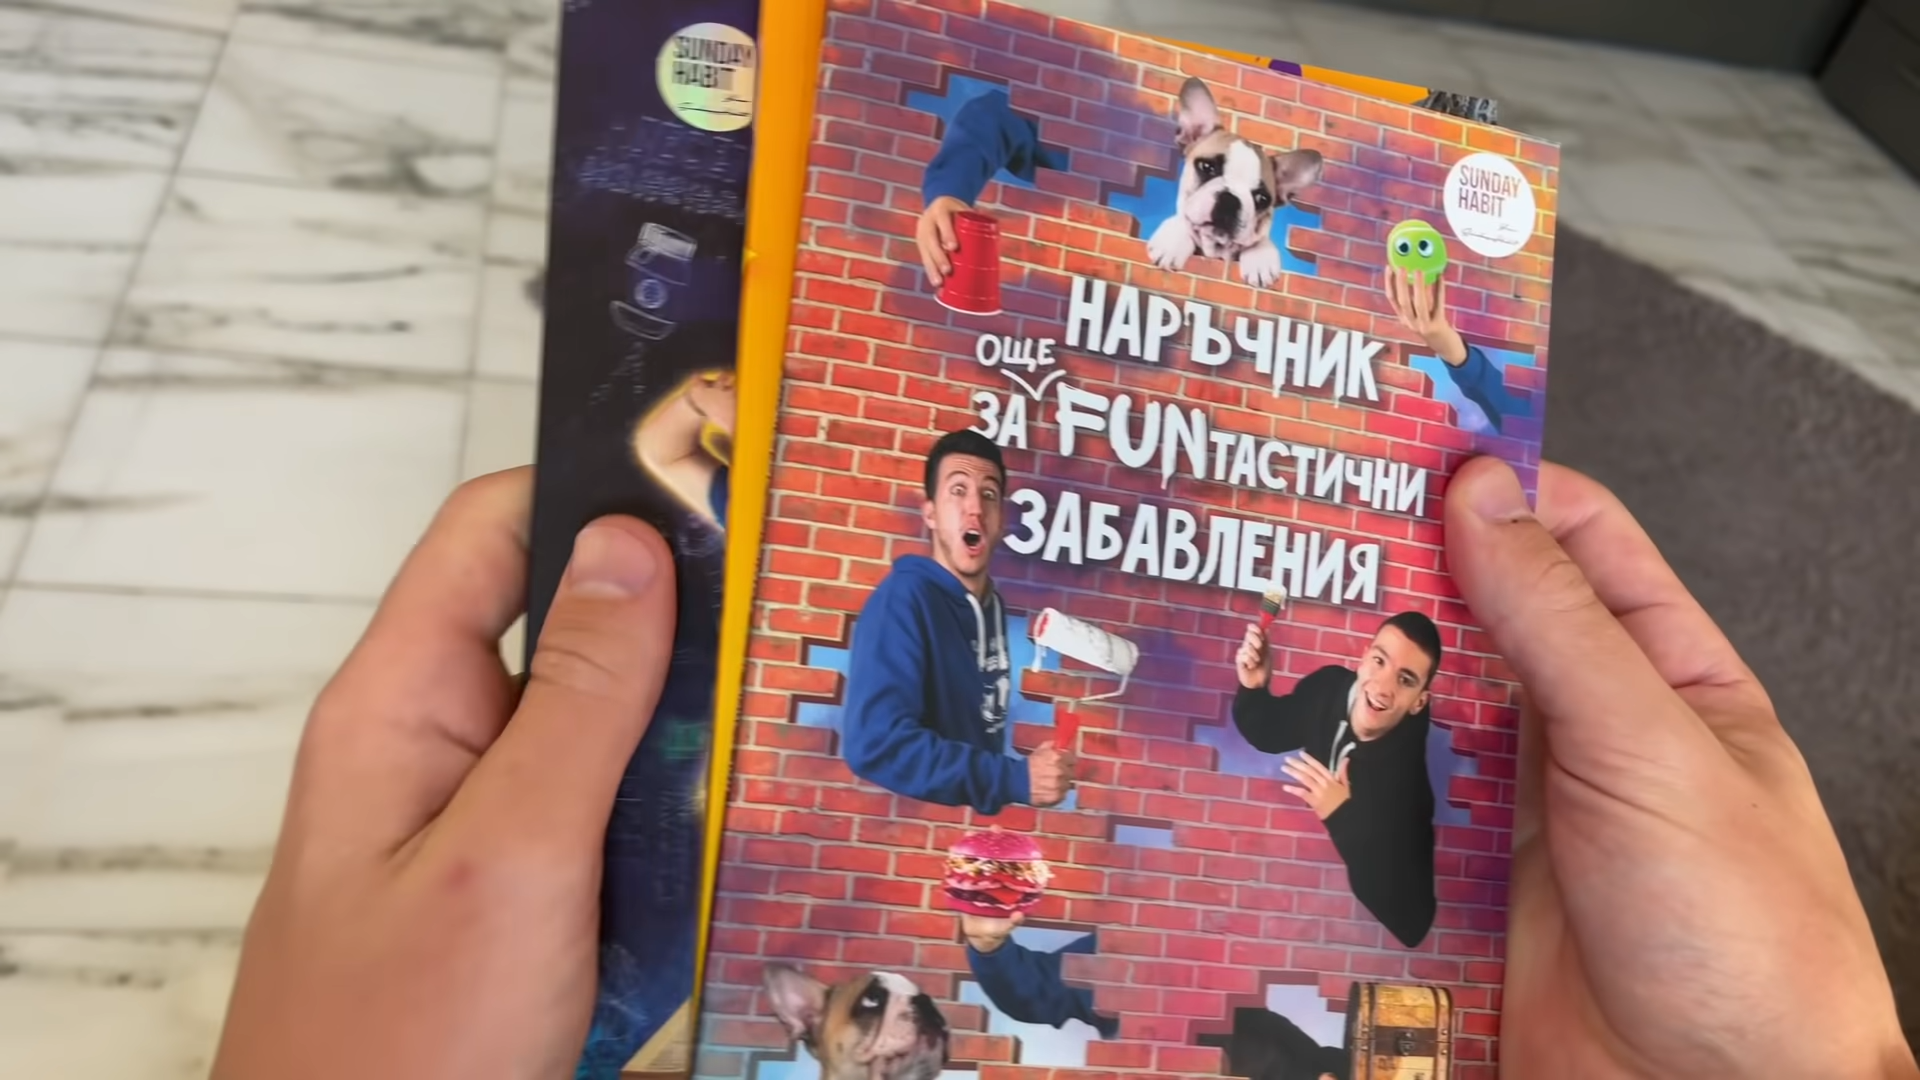 SUNDAY
HABIT
SUNDAY
HABIT
НАРЪЧНИК
ОЩЕ
ЗА FUNТАСТИЧНИ
ЗАБАВЛЕНИЯ